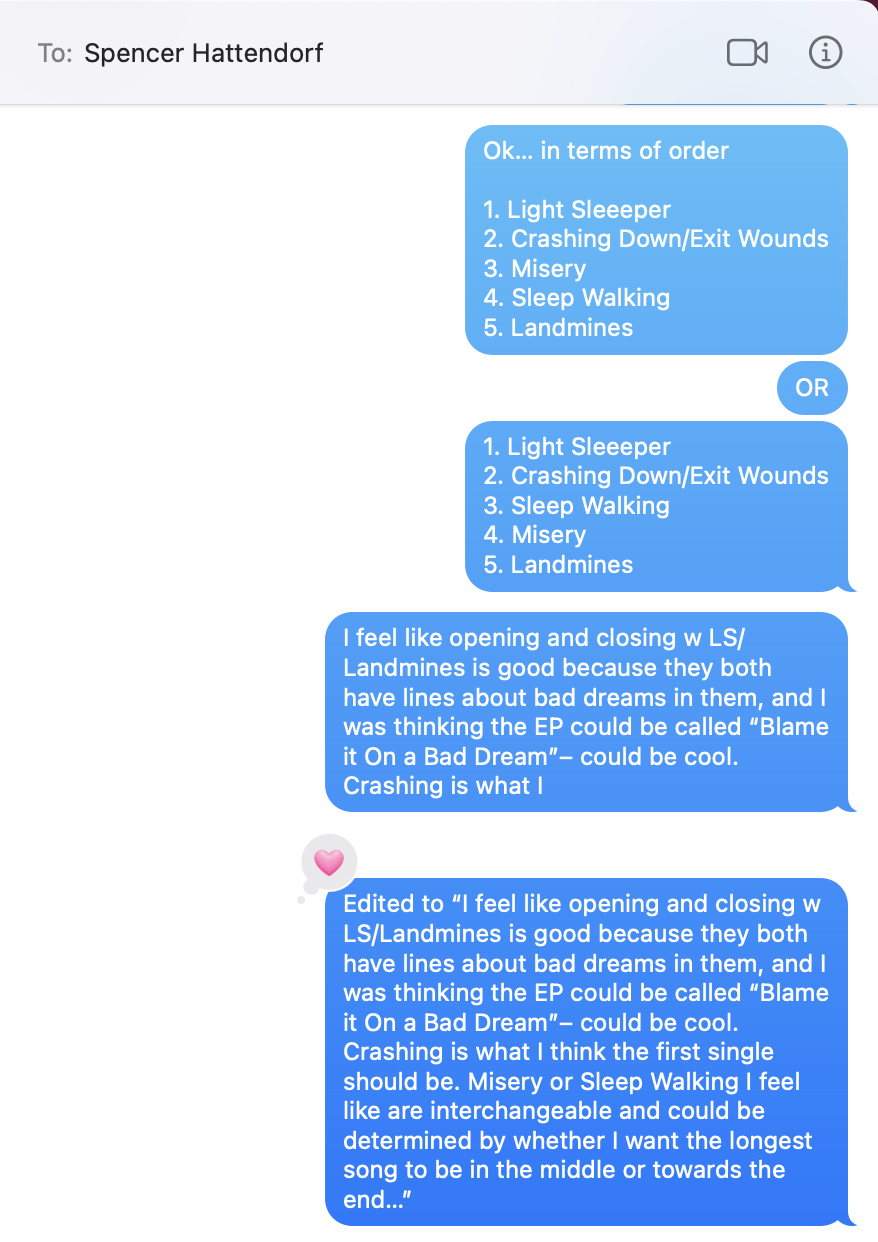 To: Spencer Hattendorf
Ok... in terms of order
1. Light Sleeeper
2. Crashing Down/Exit Wounds
3. Misery
4. Sleep Walking
5. Landmines
OR
1. Light Sleeeper
2. Crashing Down/Exit Wounds
3. Sleep Walking
4. Misery
5. Landmines
I feel like opening and closing w LS/
Landmines is good because they both
have lines about bad dreams in them, and I
was thinking the EP could be called “Blame
it On a Bad Dream”– could be cool.
Crashing is what I
Edited to “I feel like opening and closing w
LS/Landmines is good because they both
have lines about bad dreams in them, and I
was thinking the EP could be called “Blame
it On a Bad Dream”– could be cool.
Crashing is what I think the first single
should be. Misery or Sleep Walking I feel
like are interchangeable and could be
determined by whether I want the longest
song to be in the middle or towards the
end...”